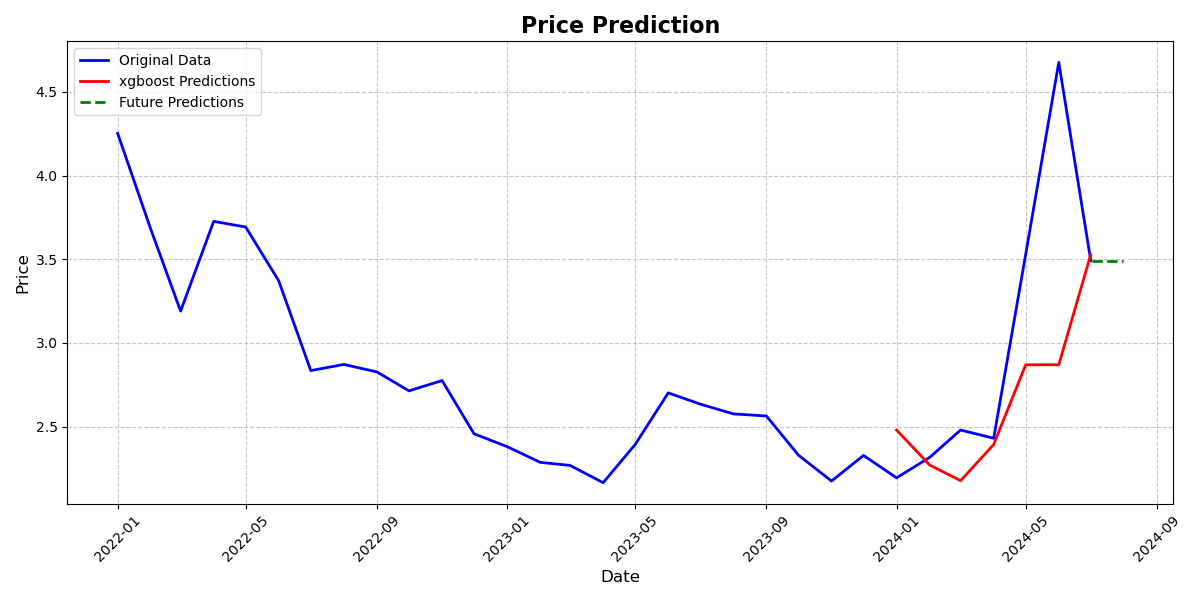 Price Prediction
Original Data
xgboost Predictions
Future Predictions
4.5
4.0
3.5
3.0
2.5
Price
2022-01
2022-05
2022-09
2023-01
2023-05
2023-09
2024-01
2024-05
2024-09
Date